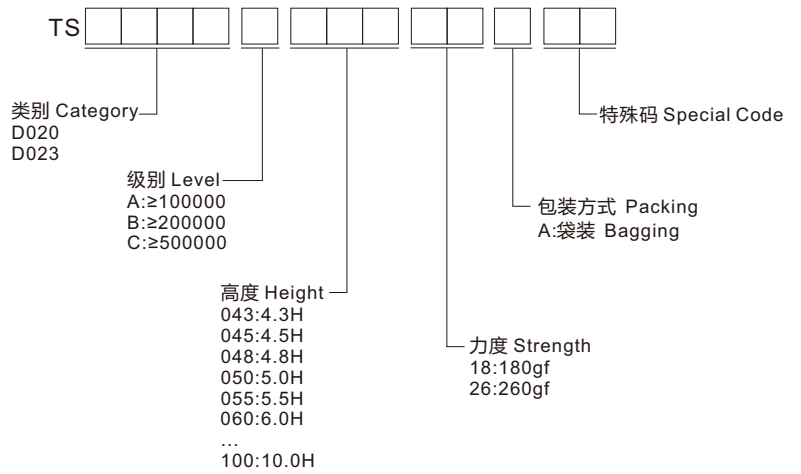 TS
类别 Category
D020
D023
级别 Level
A:≥100000
B:≥200000
C:≥500000
高度 Height
043:4.3H
045:4.5H
048:4.8H
050:5.0H
055:5.5H
060:6.0H
...
100:10.0H
力度 Strength
18:180gf
26:260gf
包装方式 Packing
A:袋装 Bagging
特殊码 Special Code